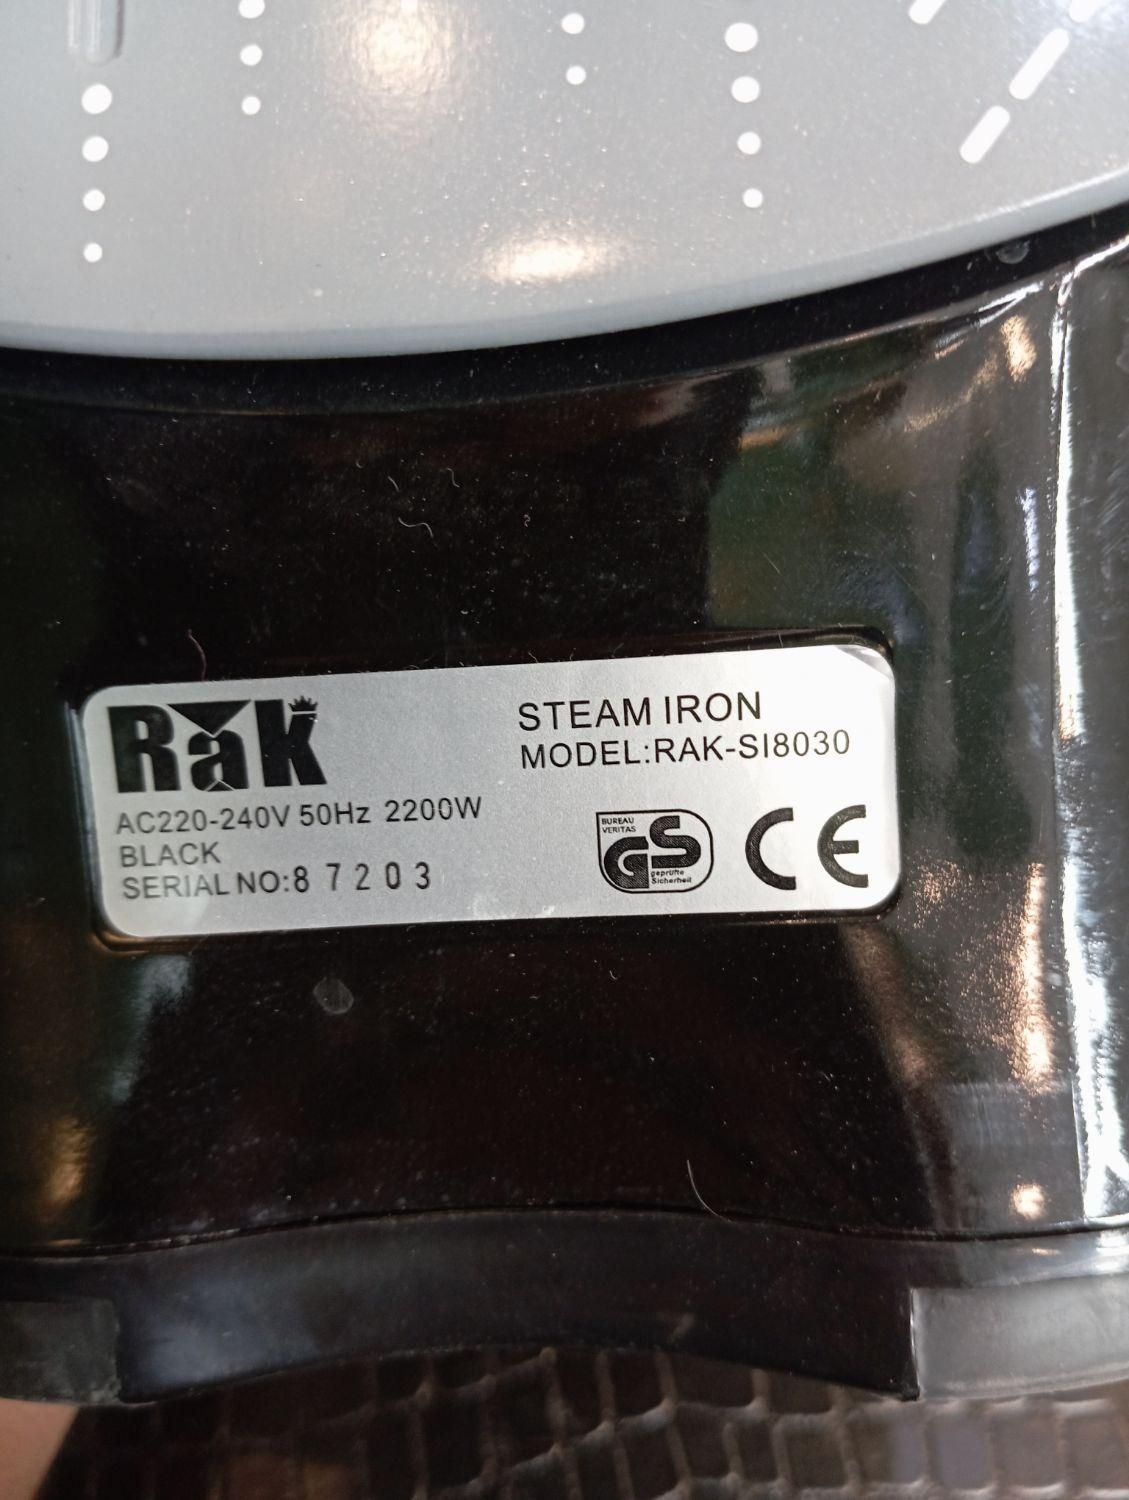 RaK
STEAM IRON
MODEL:RAK-SI8030
AC220-240V 50Hz 2200W
BLACK
SERIAL NO:8 7 2 0 3
BUREAU
VERITAS
GS
geprüfte
Sicherheit
CE